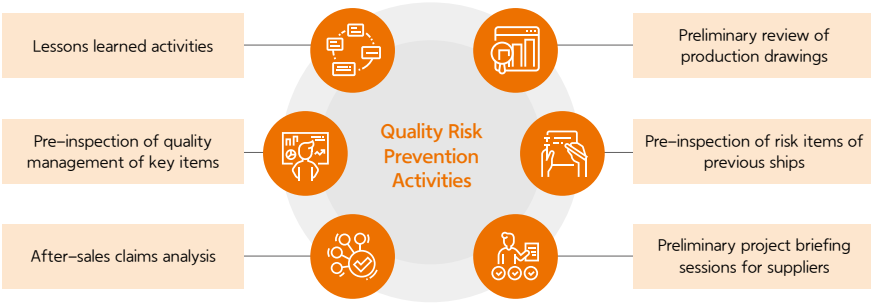 Lessons learned activities
Preliminary review of
production drawings
Pre–inspection of quality
management of key items
Quality Risk
Prevention
Activities
Pre–inspection of risk items of
previous ships
After–sales claims analysis
Preliminary project briefing
sessions for suppliers